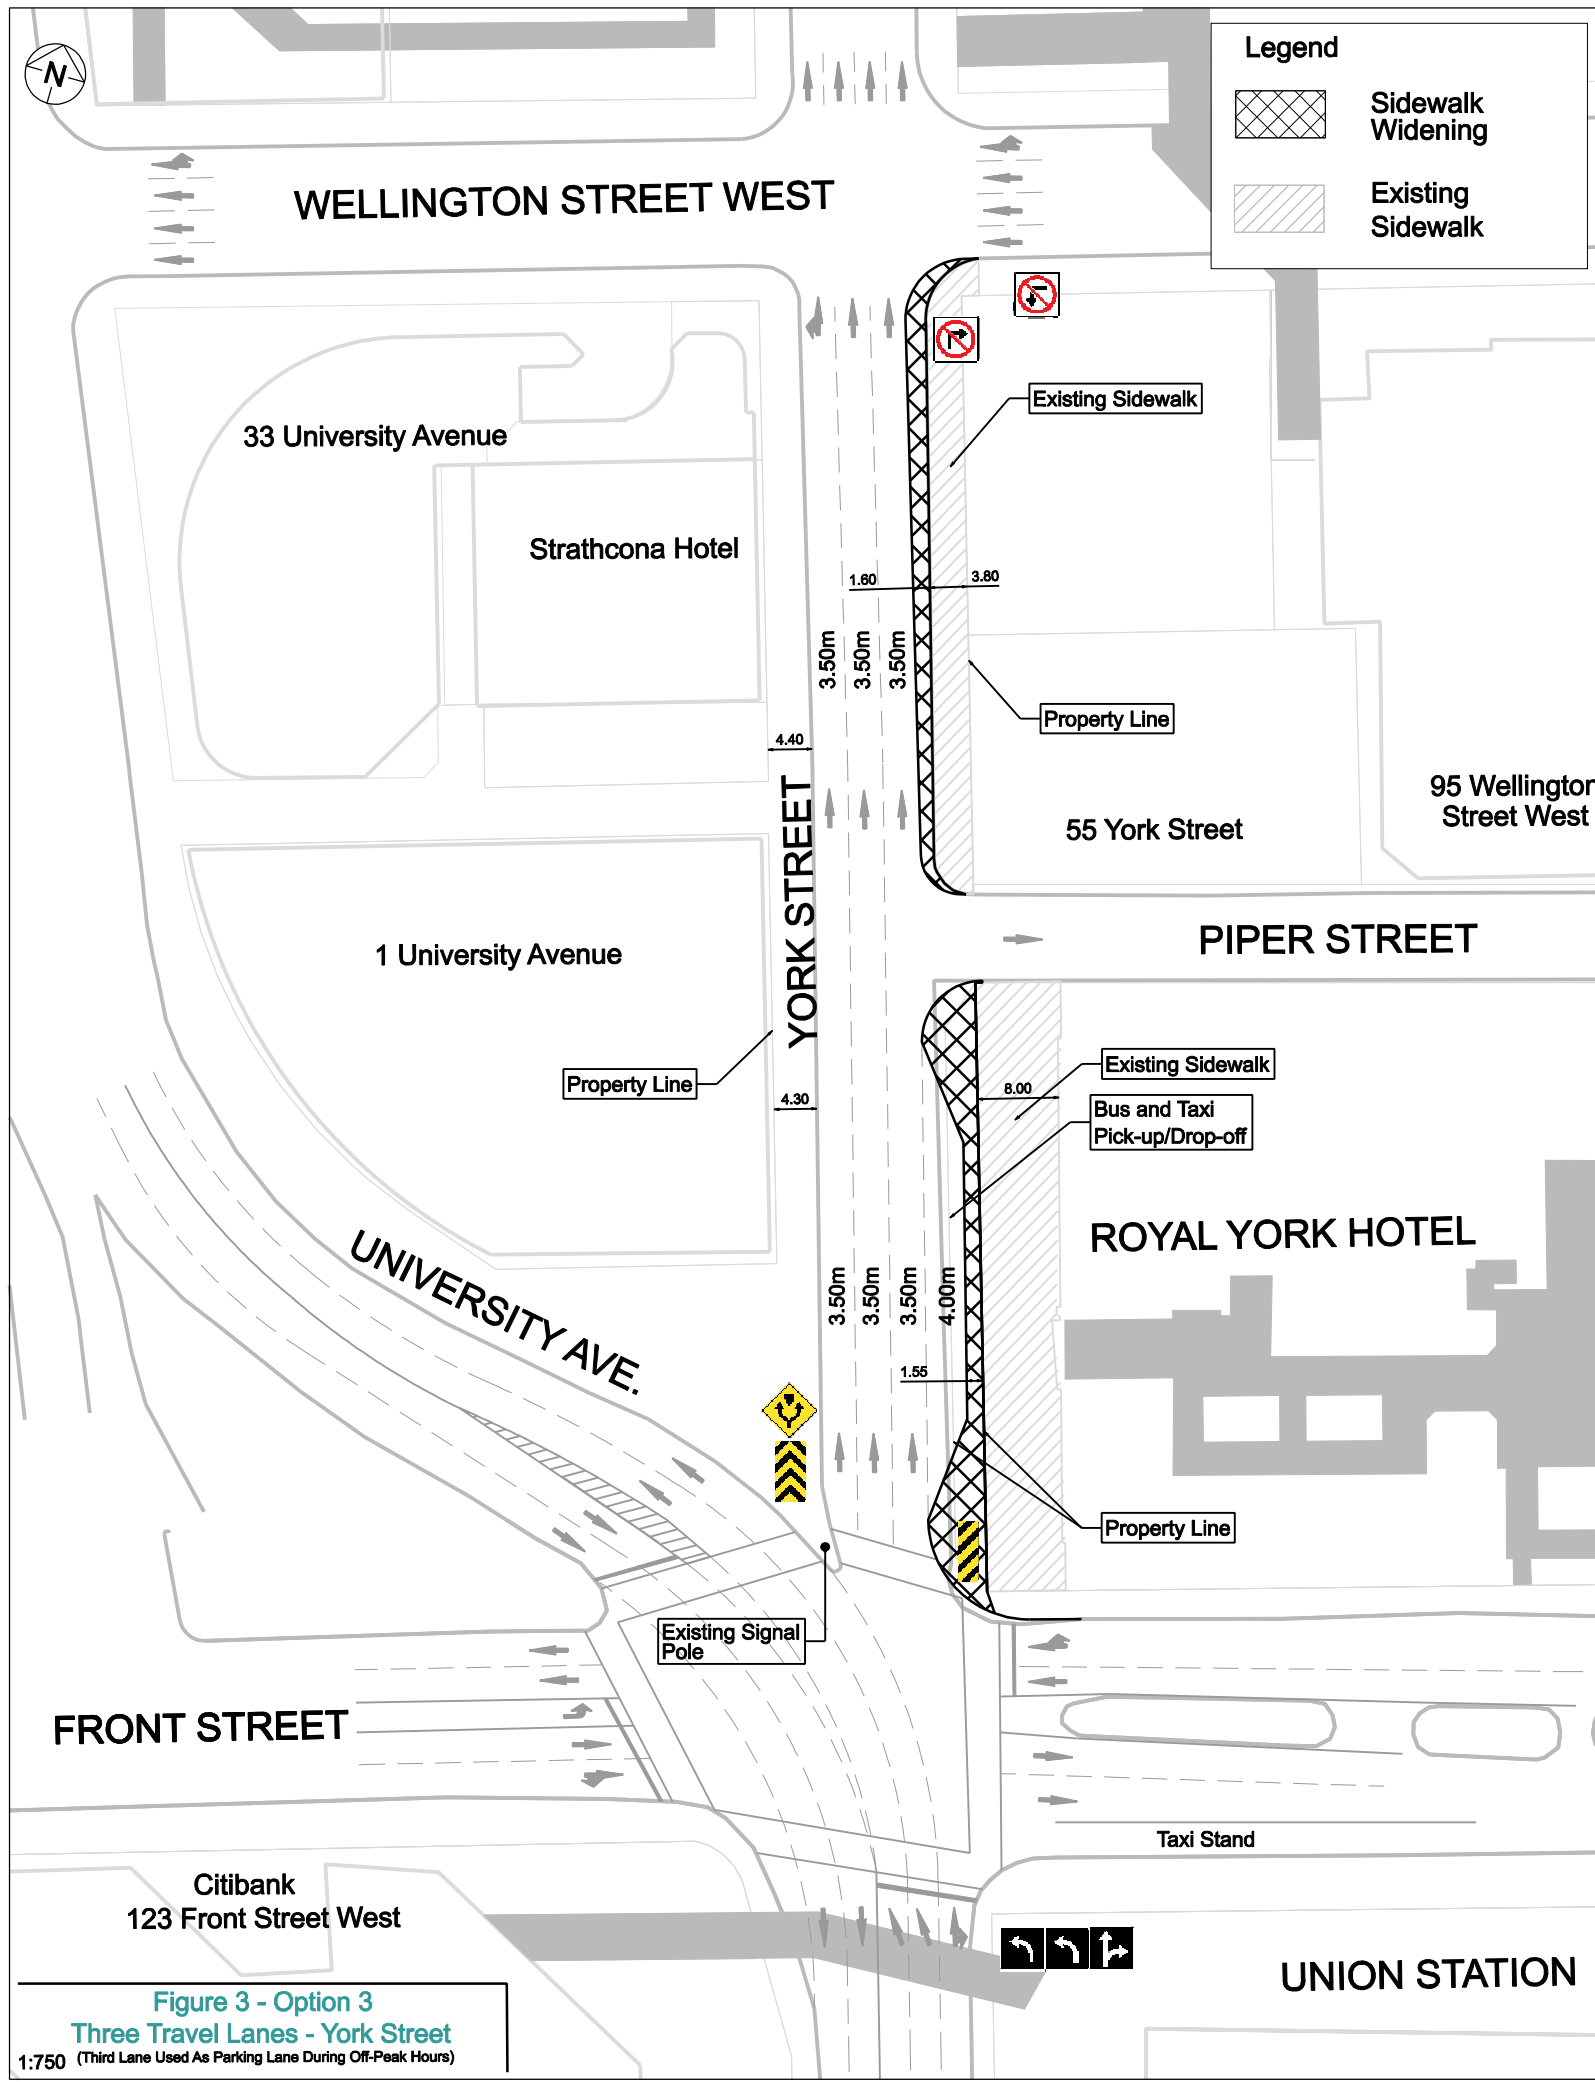 N
Legend
Sidewalk
Widening
Existing
Sidewalk
WELLINGTON STREET WEST
33 University Avenue
Existing Sidewalk
Strathcona Hotel
1.60
3.80
3.50m
3.50m
3.50m
Property Line
4.40
YORK STREET
55 York Street
95 Wellington
Street West
1 University Avenue
PIPER STREET
Property Line
4.30
Existing Sidewalk
8.00
Bus and Taxi
Pick-up/Drop-off
UNIVERSITY AVE.
ROYAL YORK HOTEL
3.50m
3.50m
3.50m
4.00m
1.55
Property Line
Existing Signal
Pole
FRONT STREET
Taxi Stand
Citibank
123 Front Street West
UNION STATION
Figure 3 - Option 3
Three Travel Lanes - York Street
1:750
(Third Lane Used As Parking Lane During Off-Peak Hours)